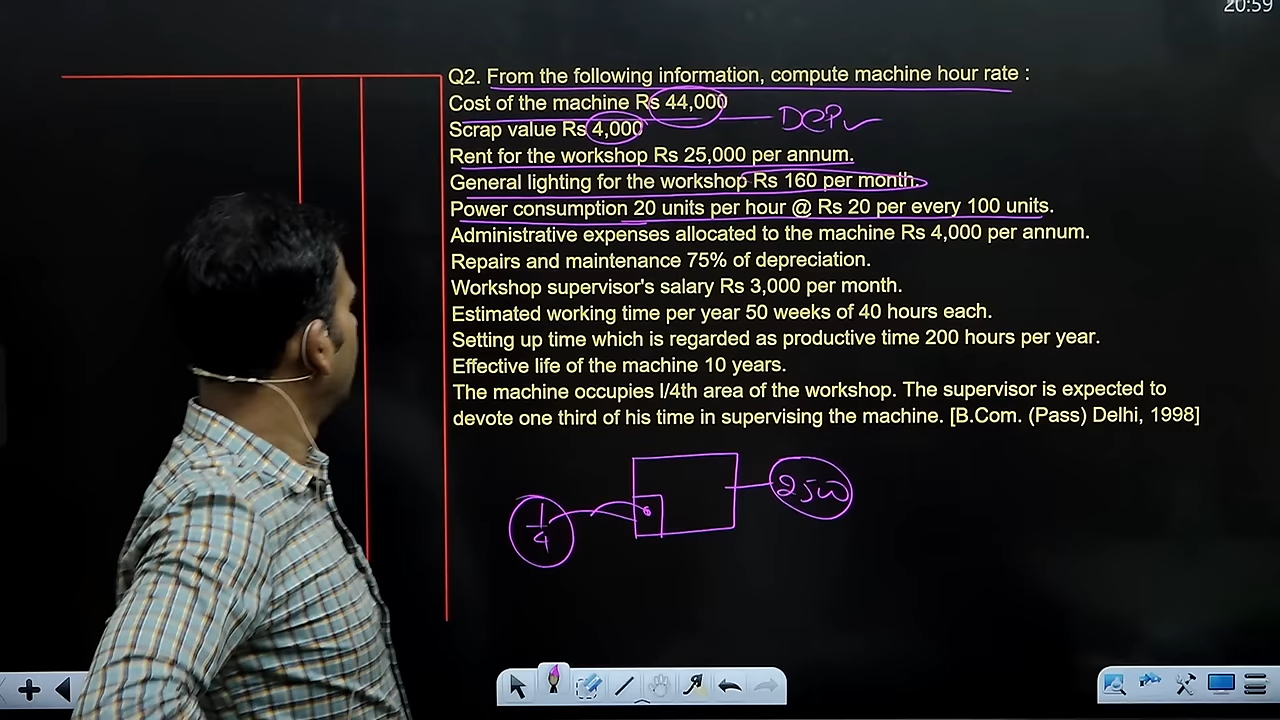 20:59
Q2. From the following information, compute machine hour rate :
Cost of the machine Rs 44,000
Scrap value Rs 4,000
DEP
Rent for the workshop Rs 25,000 per annum.
General lighting for the workshop Rs 160 per month.
Power consumption 20 units per hour @ Rs 20 per every 100 units.
Administrative expenses allocated to the machine Rs 4,000 per annum.
Repairs and maintenance 75% of depreciation.
Workshop supervisor's salary Rs 3,000 per month.
Estimated working time per year 50 weeks of 40 hours each.
Setting up time which is regarded as productive time 200 hours per year.
Effective life of the machine 10 years.
The machine occupies l/4th area of the workshop. The supervisor is expected to
devote one third of his time in supervising the machine. [B.Com. (Pass) Delhi, 1998]
1/4